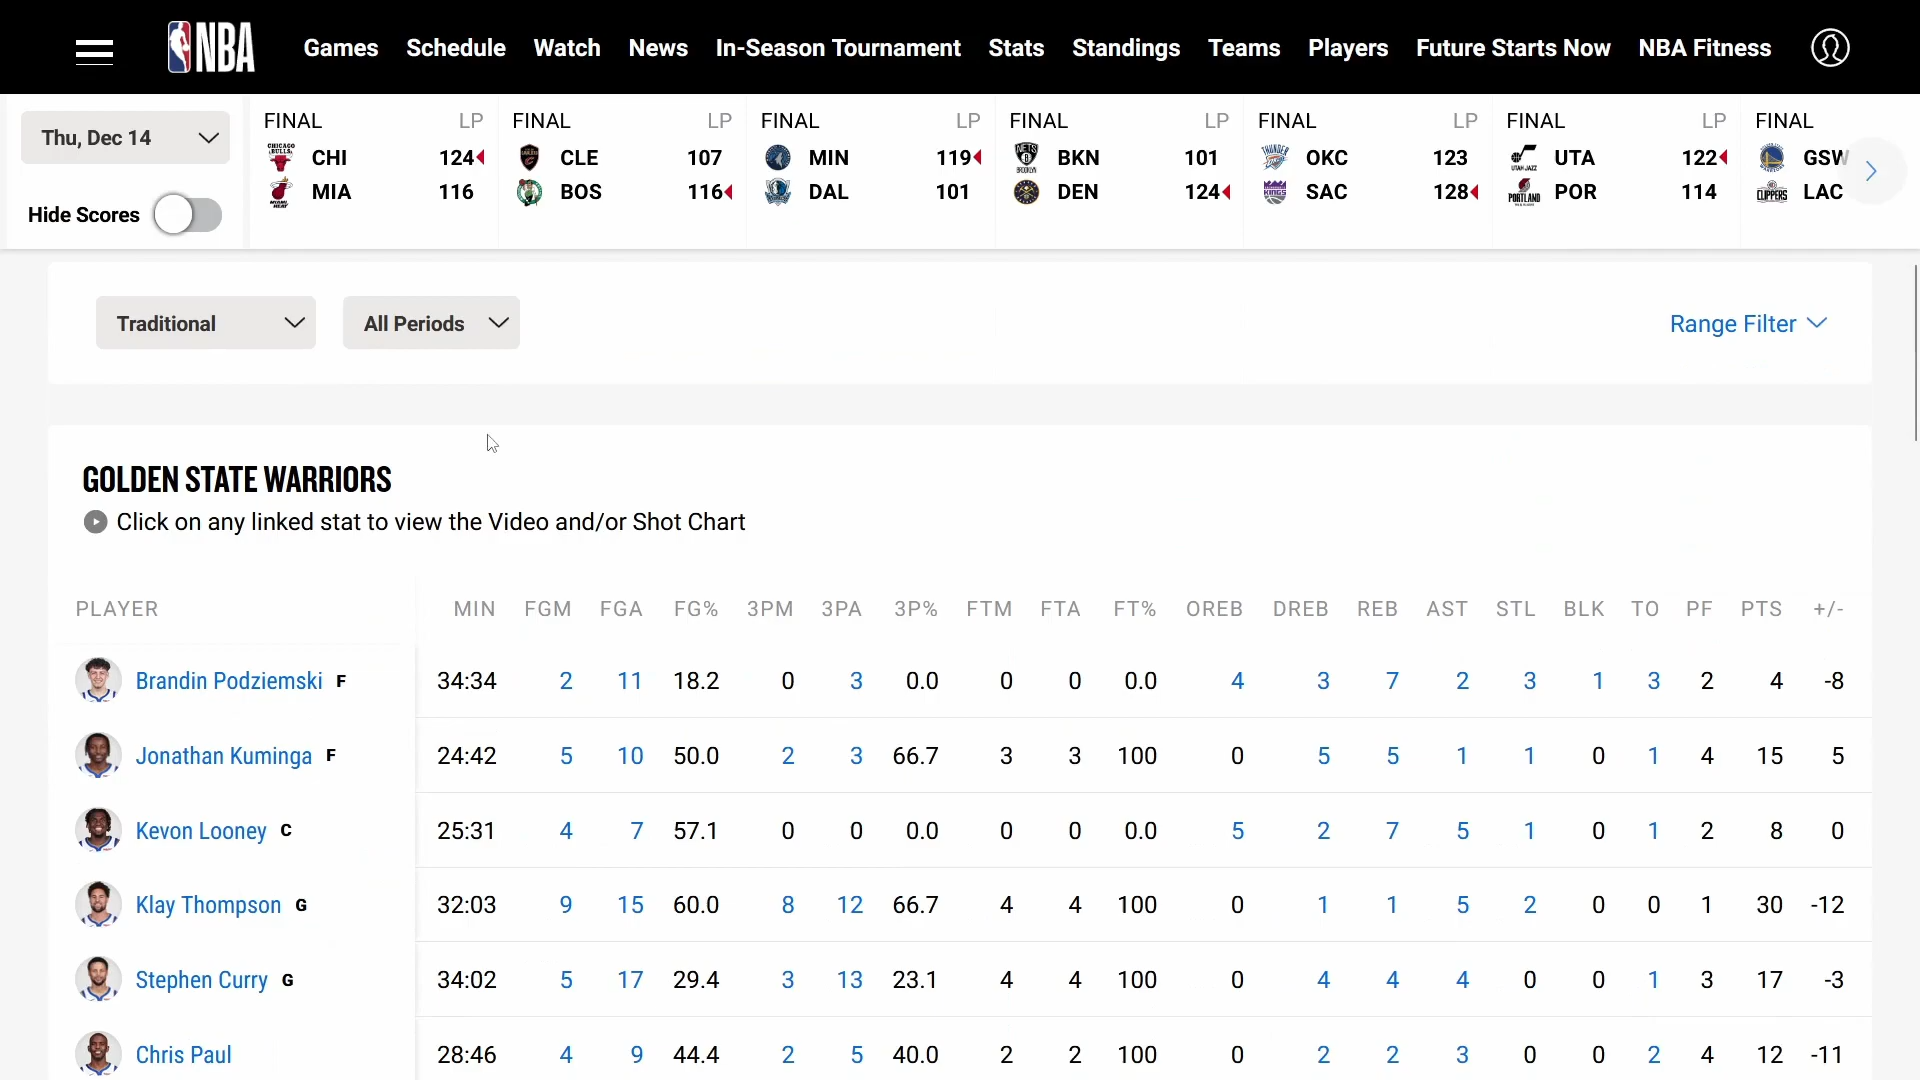 NBA Games Schedule Watch News In-Season Tournament Stats Standings Teams Players Future Starts Now NBA Fitness
Thu, Dec 14
Hide Scores
FINAL LP
CHI 124
MIA 116
FINAL LP
CLE 107
BOS 116
FINAL LP
MIN 119
DAL 101
FINAL LP
BKN 101
DEN 124
FINAL LP
OKC 123
SAC 128
FINAL LP
UTA 122
POR 114
FINAL
GSW
LAC
Traditional All Periods Range Filter
GOLDEN STATE WARRIORS
Click on any linked stat to view the Video and/or Shot Chart
PLAYER MIN FGM FGA FG% 3PM 3PA 3P% FTM FTA FT% OREB DREB REB AST STL BLK TO PF PTS +/-
Brandin Podziemski F 34:34 2 11 18.2 0 3 0.0 0 0 0.0 4 3 7 2 3 1 3 2 4 -8
Jonathan Kuminga F 24:42 5 10 50.0 2 3 66.7 3 3 100 0 5 5 1 1 0 1 4 15 5
Kevon Looney C 25:31 4 7 57.1 0 0 0.0 0 0 0.0 5 2 7 5 1 0 1 2 8 0
Klay Thompson G 32:03 9 15 60.0 8 12 66.7 4 4 100 0 1 1 5 2 0 0 1 30 -12
Stephen Curry G 34:02 5 17 29.4 3 13 23.1 4 4 100 0 4 4 4 0 0 1 3 17 -3
Chris Paul 28:46 4 9 44.4 2 5 40.0 2 2 100 0 2 2 3 0 0 2 4 12 -11